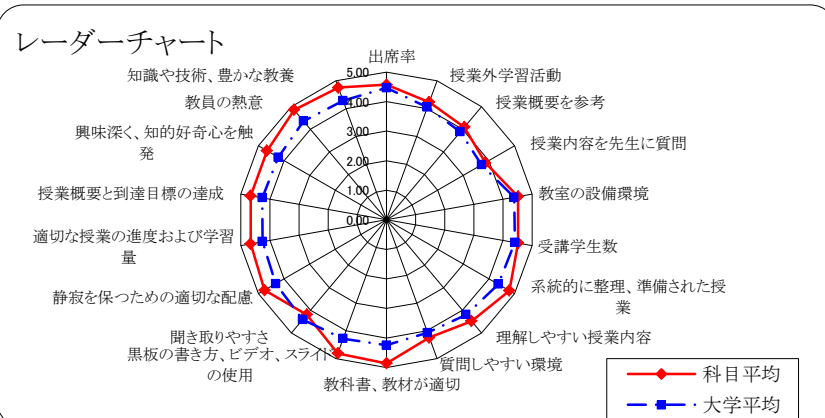 レーダーチャート
出席率
授業外学習活動
授業概要を参考
授業内容を先生に質問
教室の設備環境
受講学生数
系統的に整理、準備された授
業
理解しやすい授業内容
質問しやすい環境
教科書、教材が適切
黒板の書き方、ビデオ、スライド
の使用
聞き取りやすさ
静寂を保つための適切な配慮
適切な授業の進度および学習
量
授業概要と到達目標の達成
興味深く、知的好奇心を触
発
教員の熱意
知識や技術、豊かな教養
5.00
4.00
3.00
2.00
1.00
0.00
科目平均
大学平均